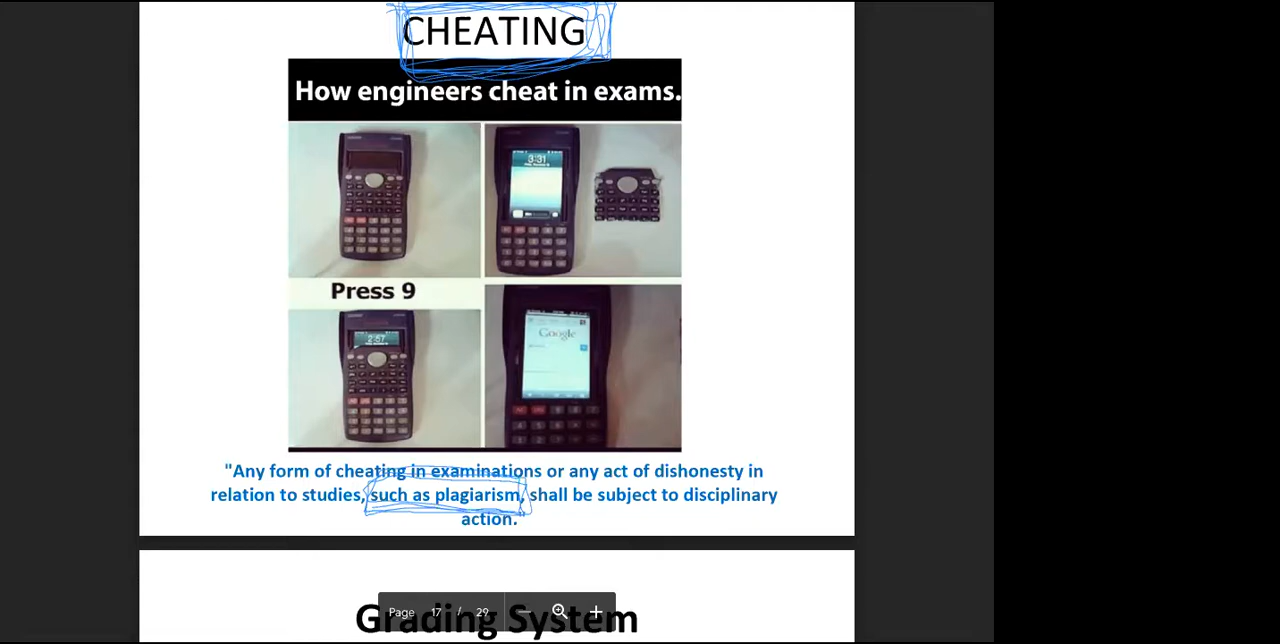 CHEATING
How engineers cheat in exams.
3:31
Press 9
2:57
Google
"Any form of cheating in examinations or any act of dishonesty in
relation to studies, such as plagiarism, shall be subject to disciplinary
action."
Page 17 / 29
Grading System